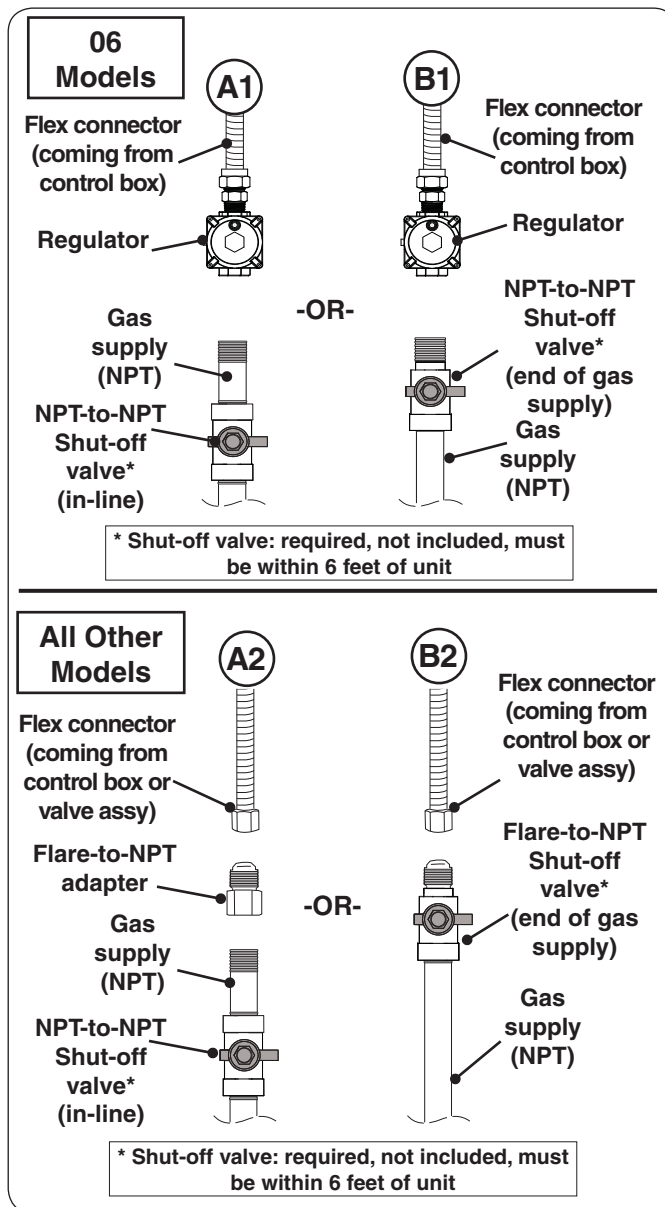 06
Models
A1
B1
Flex connector
(coming from
control box)
Flex connector
(coming from
control box)
Regulator
Regulator
-OR-
Gas
supply
(NPT)
NPT-to-NPT
Shut-off
valve*
(in-line)
NPT-to-NPT
Shut-off
valve*
(end of gas
supply)
Gas
supply
(NPT)
* Shut-off valve: required, not included, must
be within 6 feet of unit
All Other
Models
A2
B2
Flex connector
(coming from
control box or
valve assy)
Flex connector
(coming from
control box or
valve assy)
Flare-to-NPT
adapter
-OR-
Gas
supply
(NPT)
NPT-to-NPT
Shut-off
valve*
(in-line)
Flare-to-NPT
Shut-off
valve*
(end of gas
supply)
Gas
supply
(NPT)
* Shut-off valve: required, not included, must
be within 6 feet of unit